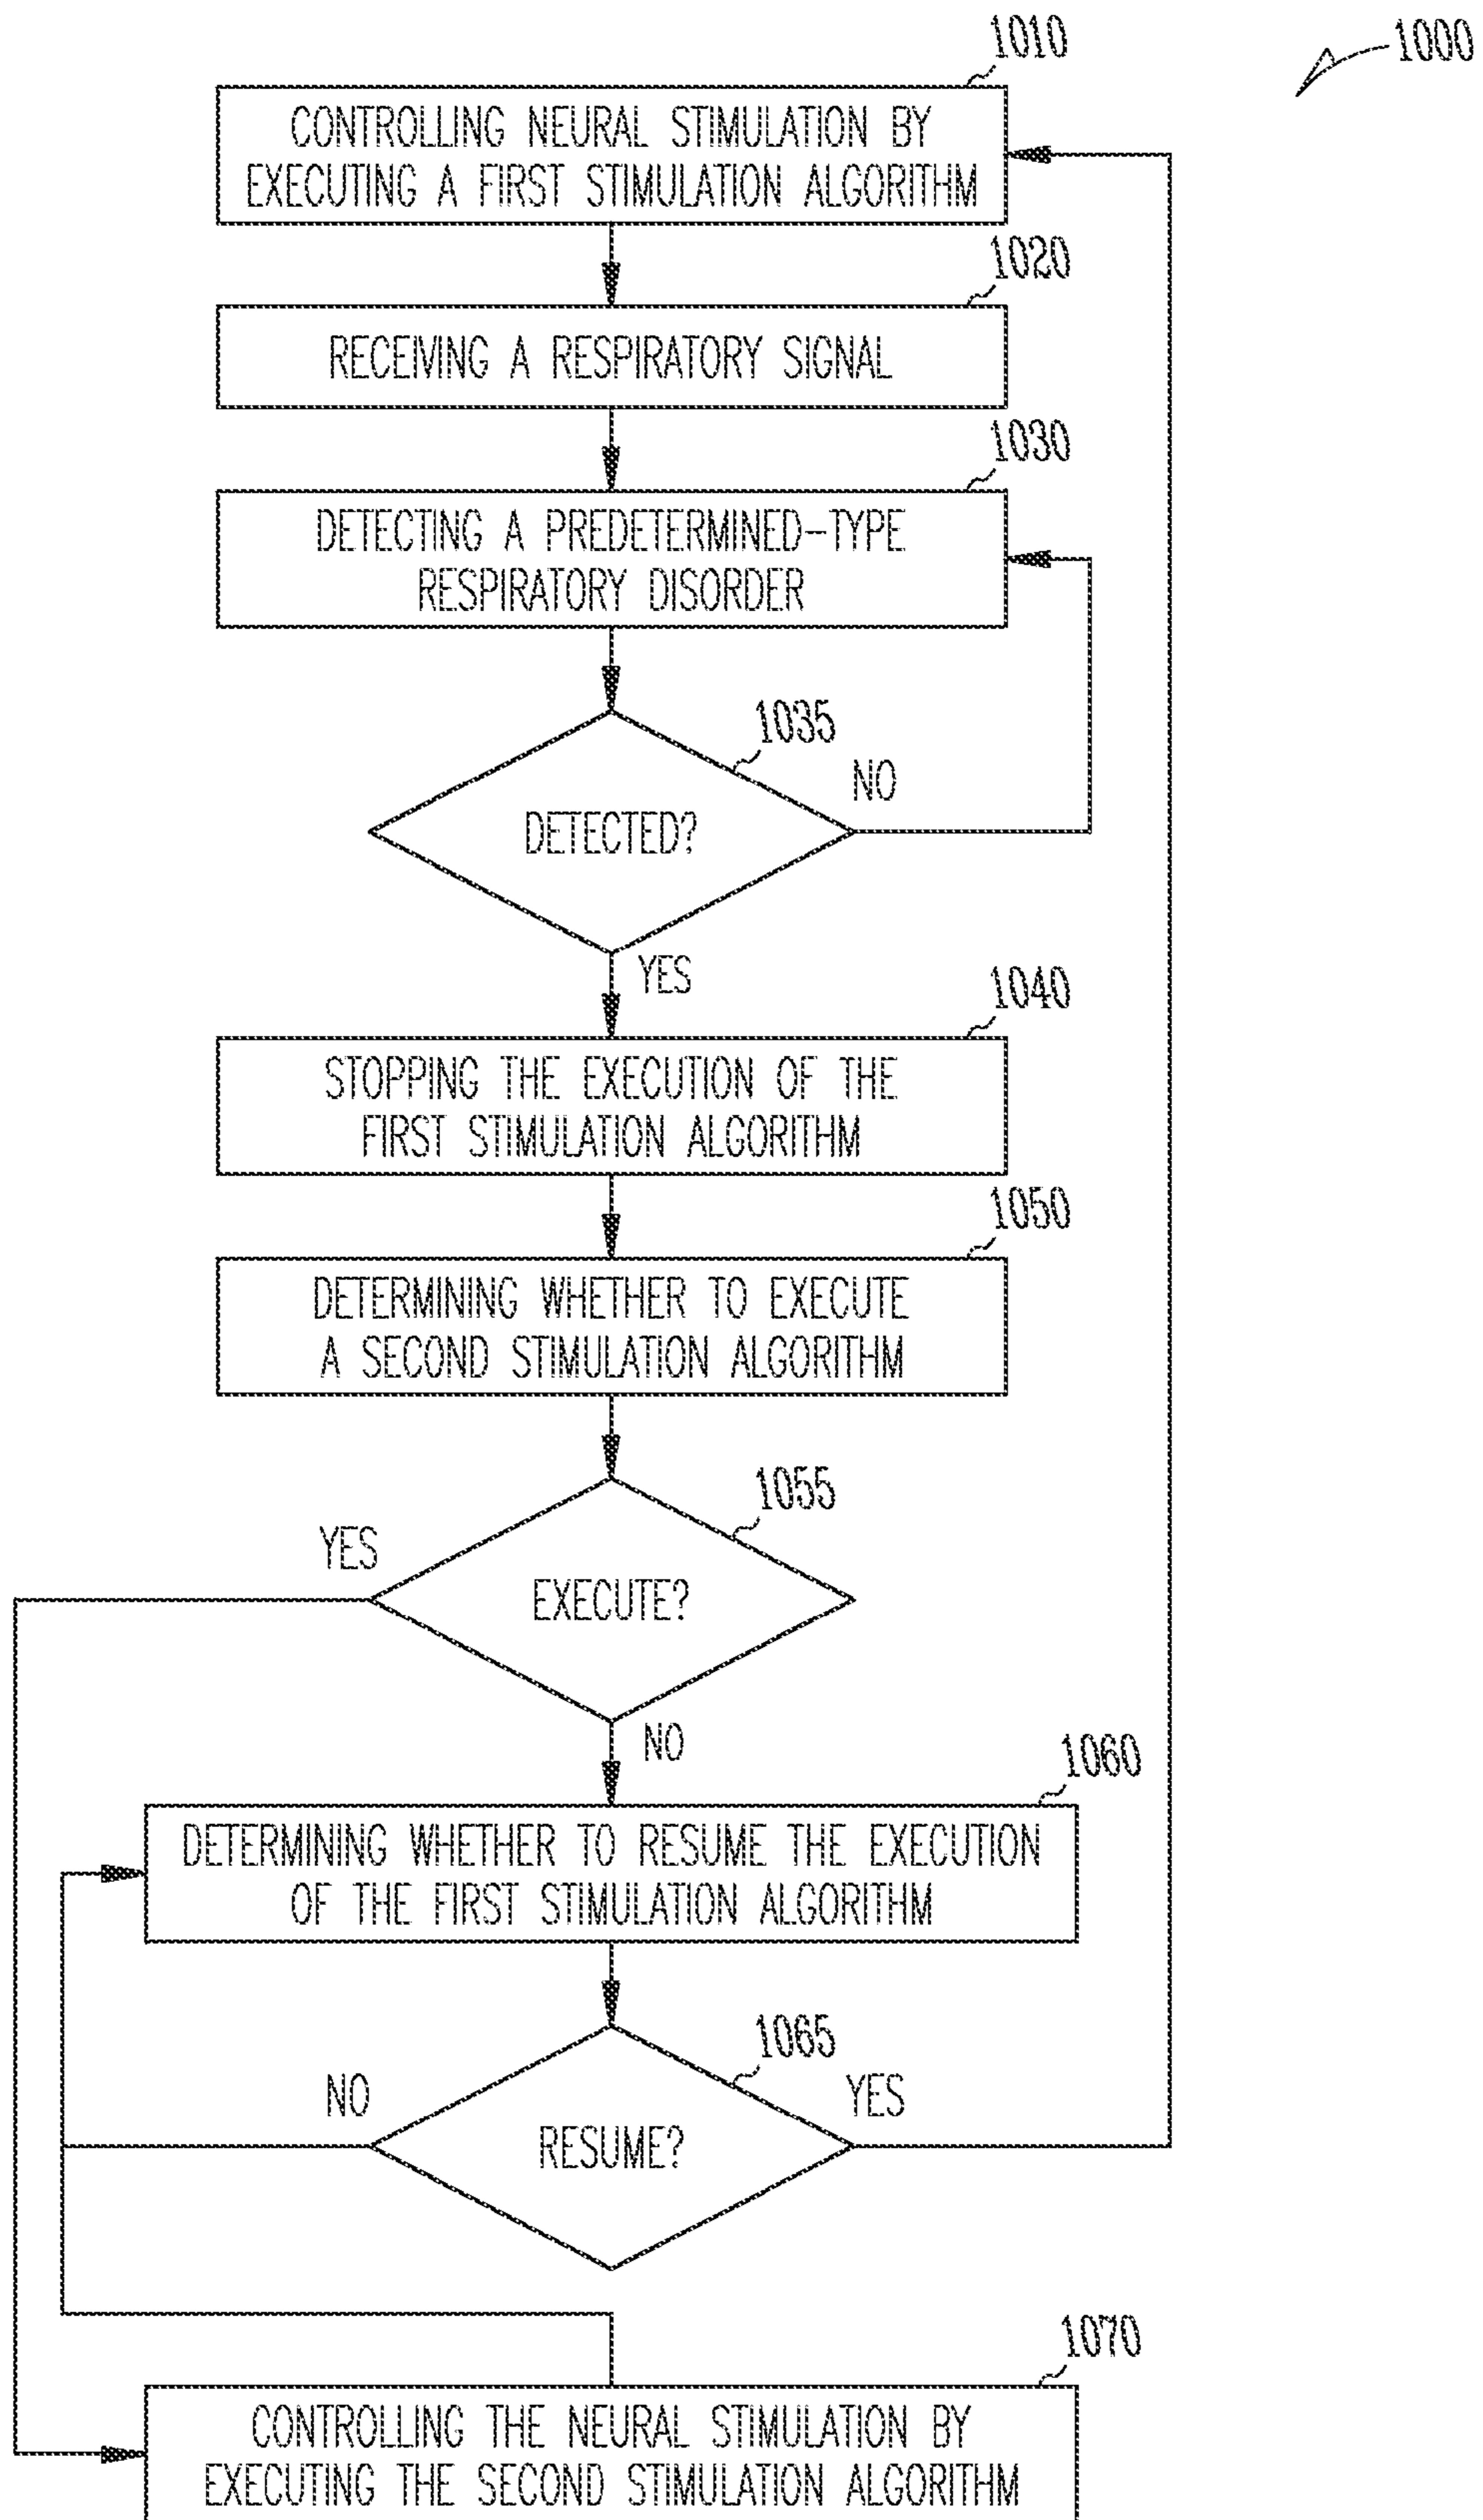 1000
1010
CONTROLLING NEURAL STIMULATION BY
EXECUTING A FIRST STIMULATION ALGORITHM
1020
RECEIVING A RESPIRATORY SIGNAL
1030
DETECTING A PREDETERMINED-TYPE
RESPIRATORY DISORDER
1035
DETECTED?
NO
YES
1040
STOPPING THE EXECUTION OF THE
FIRST STIMULATION ALGORITHM
1050
DETERMINING WHETHER TO EXECUTE
A SECOND STIMULATION ALGORITHM
1055
YES
EXECUTE?
NO
1060
DETERMINING WHETHER TO RESUME THE EXECUTION
OF THE FIRST STIMULATION ALGORITHM
1065
NO
YES
RESUME?
1070
CONTROLLING THE NEURAL STIMULATION BY
EXECUTING THE SECOND STIMULATION ALGORITHM